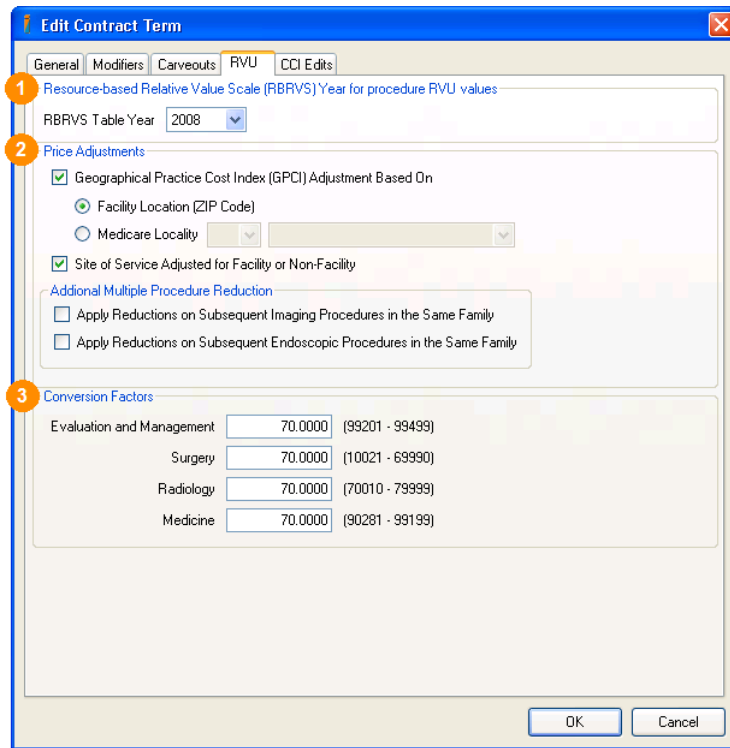 Edit Contract Term
General Modifiers Carveouts RVU CCI Edits
1 Resource-based Relative Value Scale (RBRVS) Year for procedure RVU values
RBRVS Table Year 2008
2 Price Adjustments
Geographical Practice Cost Index (GPCI) Adjustment Based On
Facility Location (ZIP Code)
Medicare Locality
Site of Service Adjusted for Facility or Non-Facility
Addional Multiple Procedure Reduction
Apply Reductions on Subsequent Imaging Procedures in the Same Family
Apply Reductions on Subsequent Endoscopic Procedures in the Same Family
3 Conversion Factors
Evaluation and Management 70.0000 (99201 - 99499)
Surgery 70.0000 (10021 - 69990)
Radiology 70.0000 (70010 - 79999)
Medicine 70.0000 (90281 - 99199)
OK Cancel